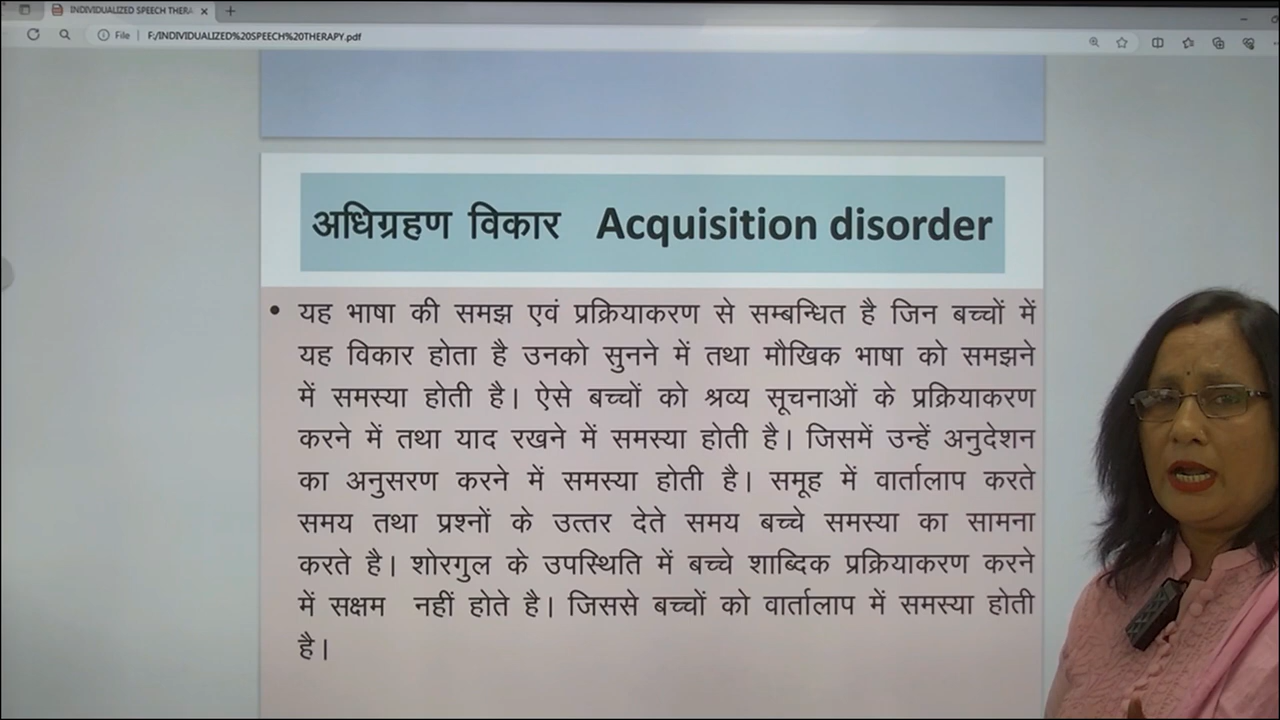 INDIVIDUALIZED SPEECH THERA
File
F:/INDIVIDUALIZED%20SPEECH%20THERAPY.pdf
अधिग्रहण विकार Acquisition disorder
• यह भाषा की समझ एवं प्रक्रियाकरण से सम्बन्धित है जिन बच्चों में
यह विकार होता है उनको सुनने में तथा मौखिक भाषा को समझने
में समस्या होती है। ऐसे बच्चों को श्रव्य सूचनाओं के प्रक्रियाकरण
करने में तथा याद रखने में समस्या होती है। जिसमें उन्हें अनुदेशन
का अनुसरण करने में समस्या होती है। समूह में वार्तालाप करते
समय तथा प्रश्नों के उत्तर देते समय बच्चे समस्या का सामना
करते है। शोरगुल के उपस्थिति में बच्चे शाब्दिक प्रक्रियाकरण करने
में सक्षम नहीं होते है। जिससे बच्चों को वार्तालाप में समस्या होती
है।